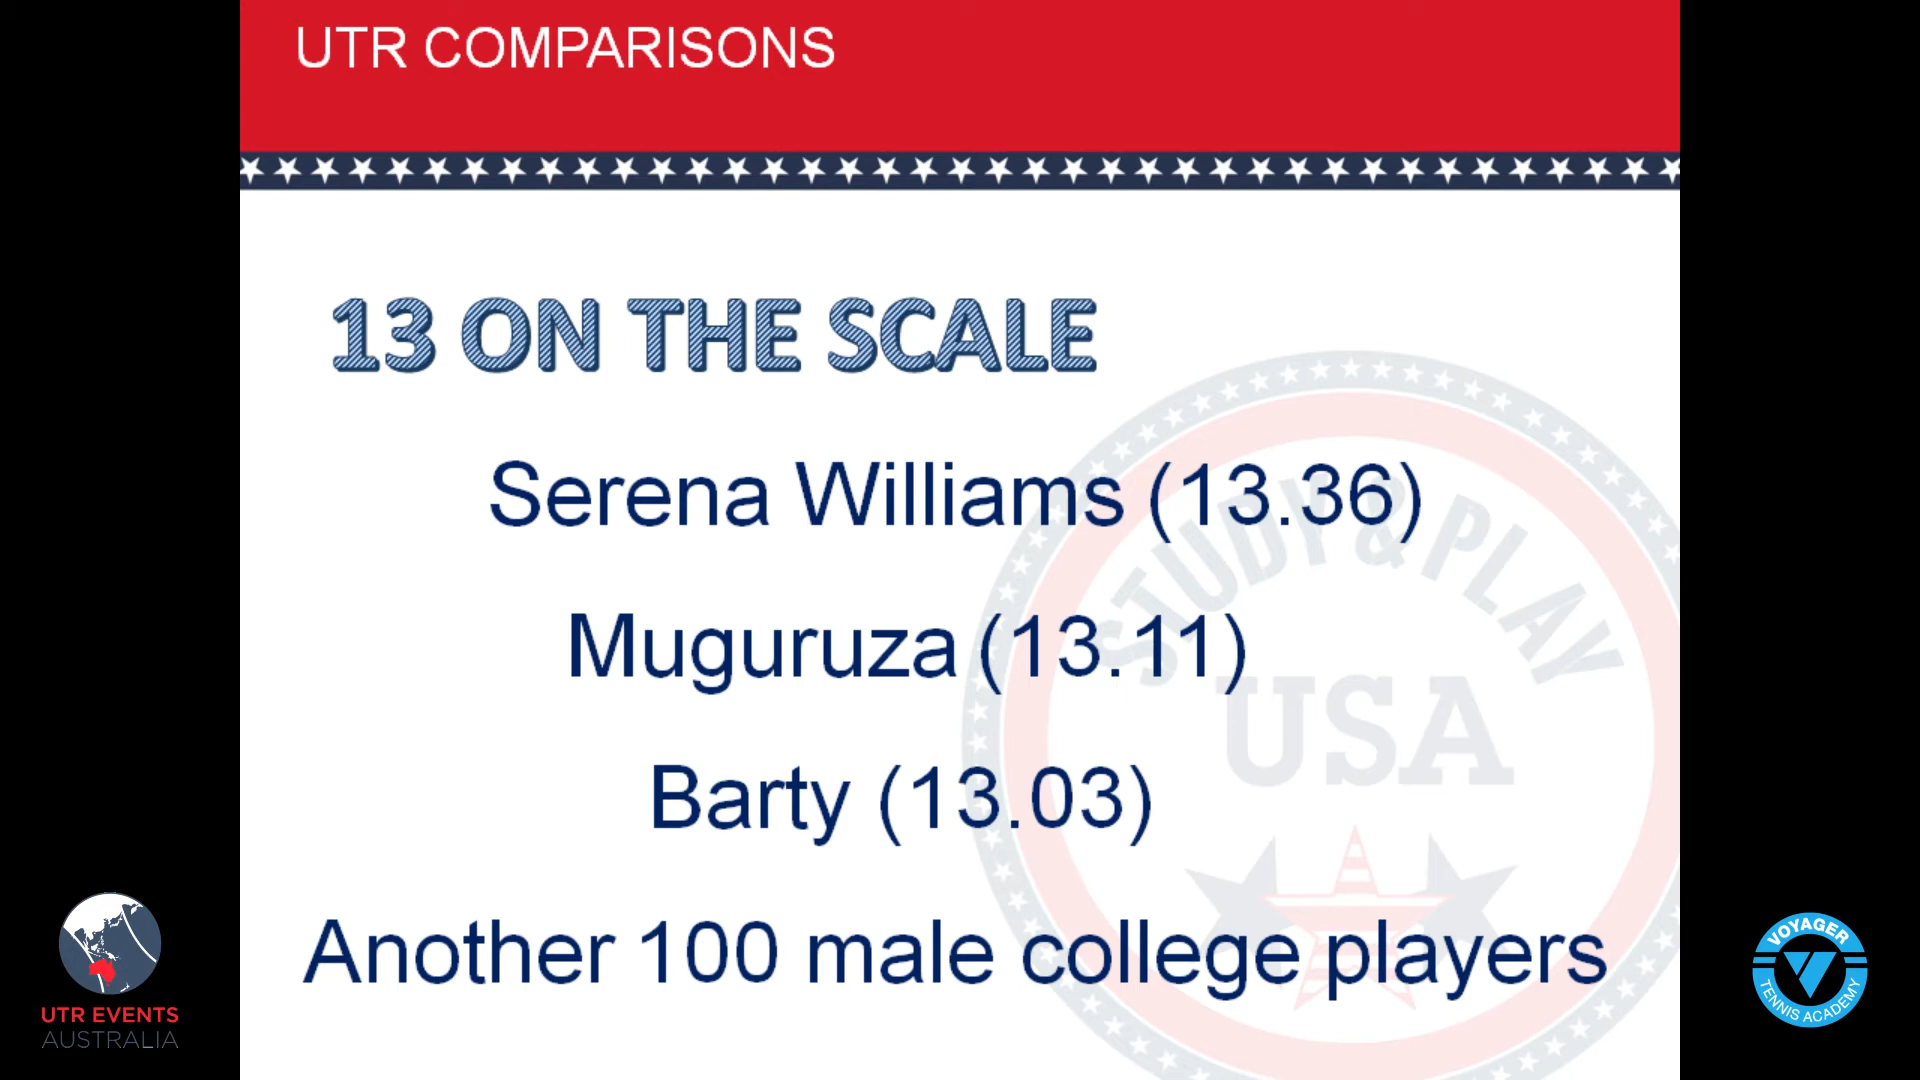 UTR COMPARISONS
13 ON THE SCALE
Serena Williams (13.36)
Muguruza (13.11)
Barty (13.03)
Another 100 male college players
STUDY & PLAY
USA
UTR EVENTS
AUSTRALIA
VOYAGER
TENNIS ACADEMY